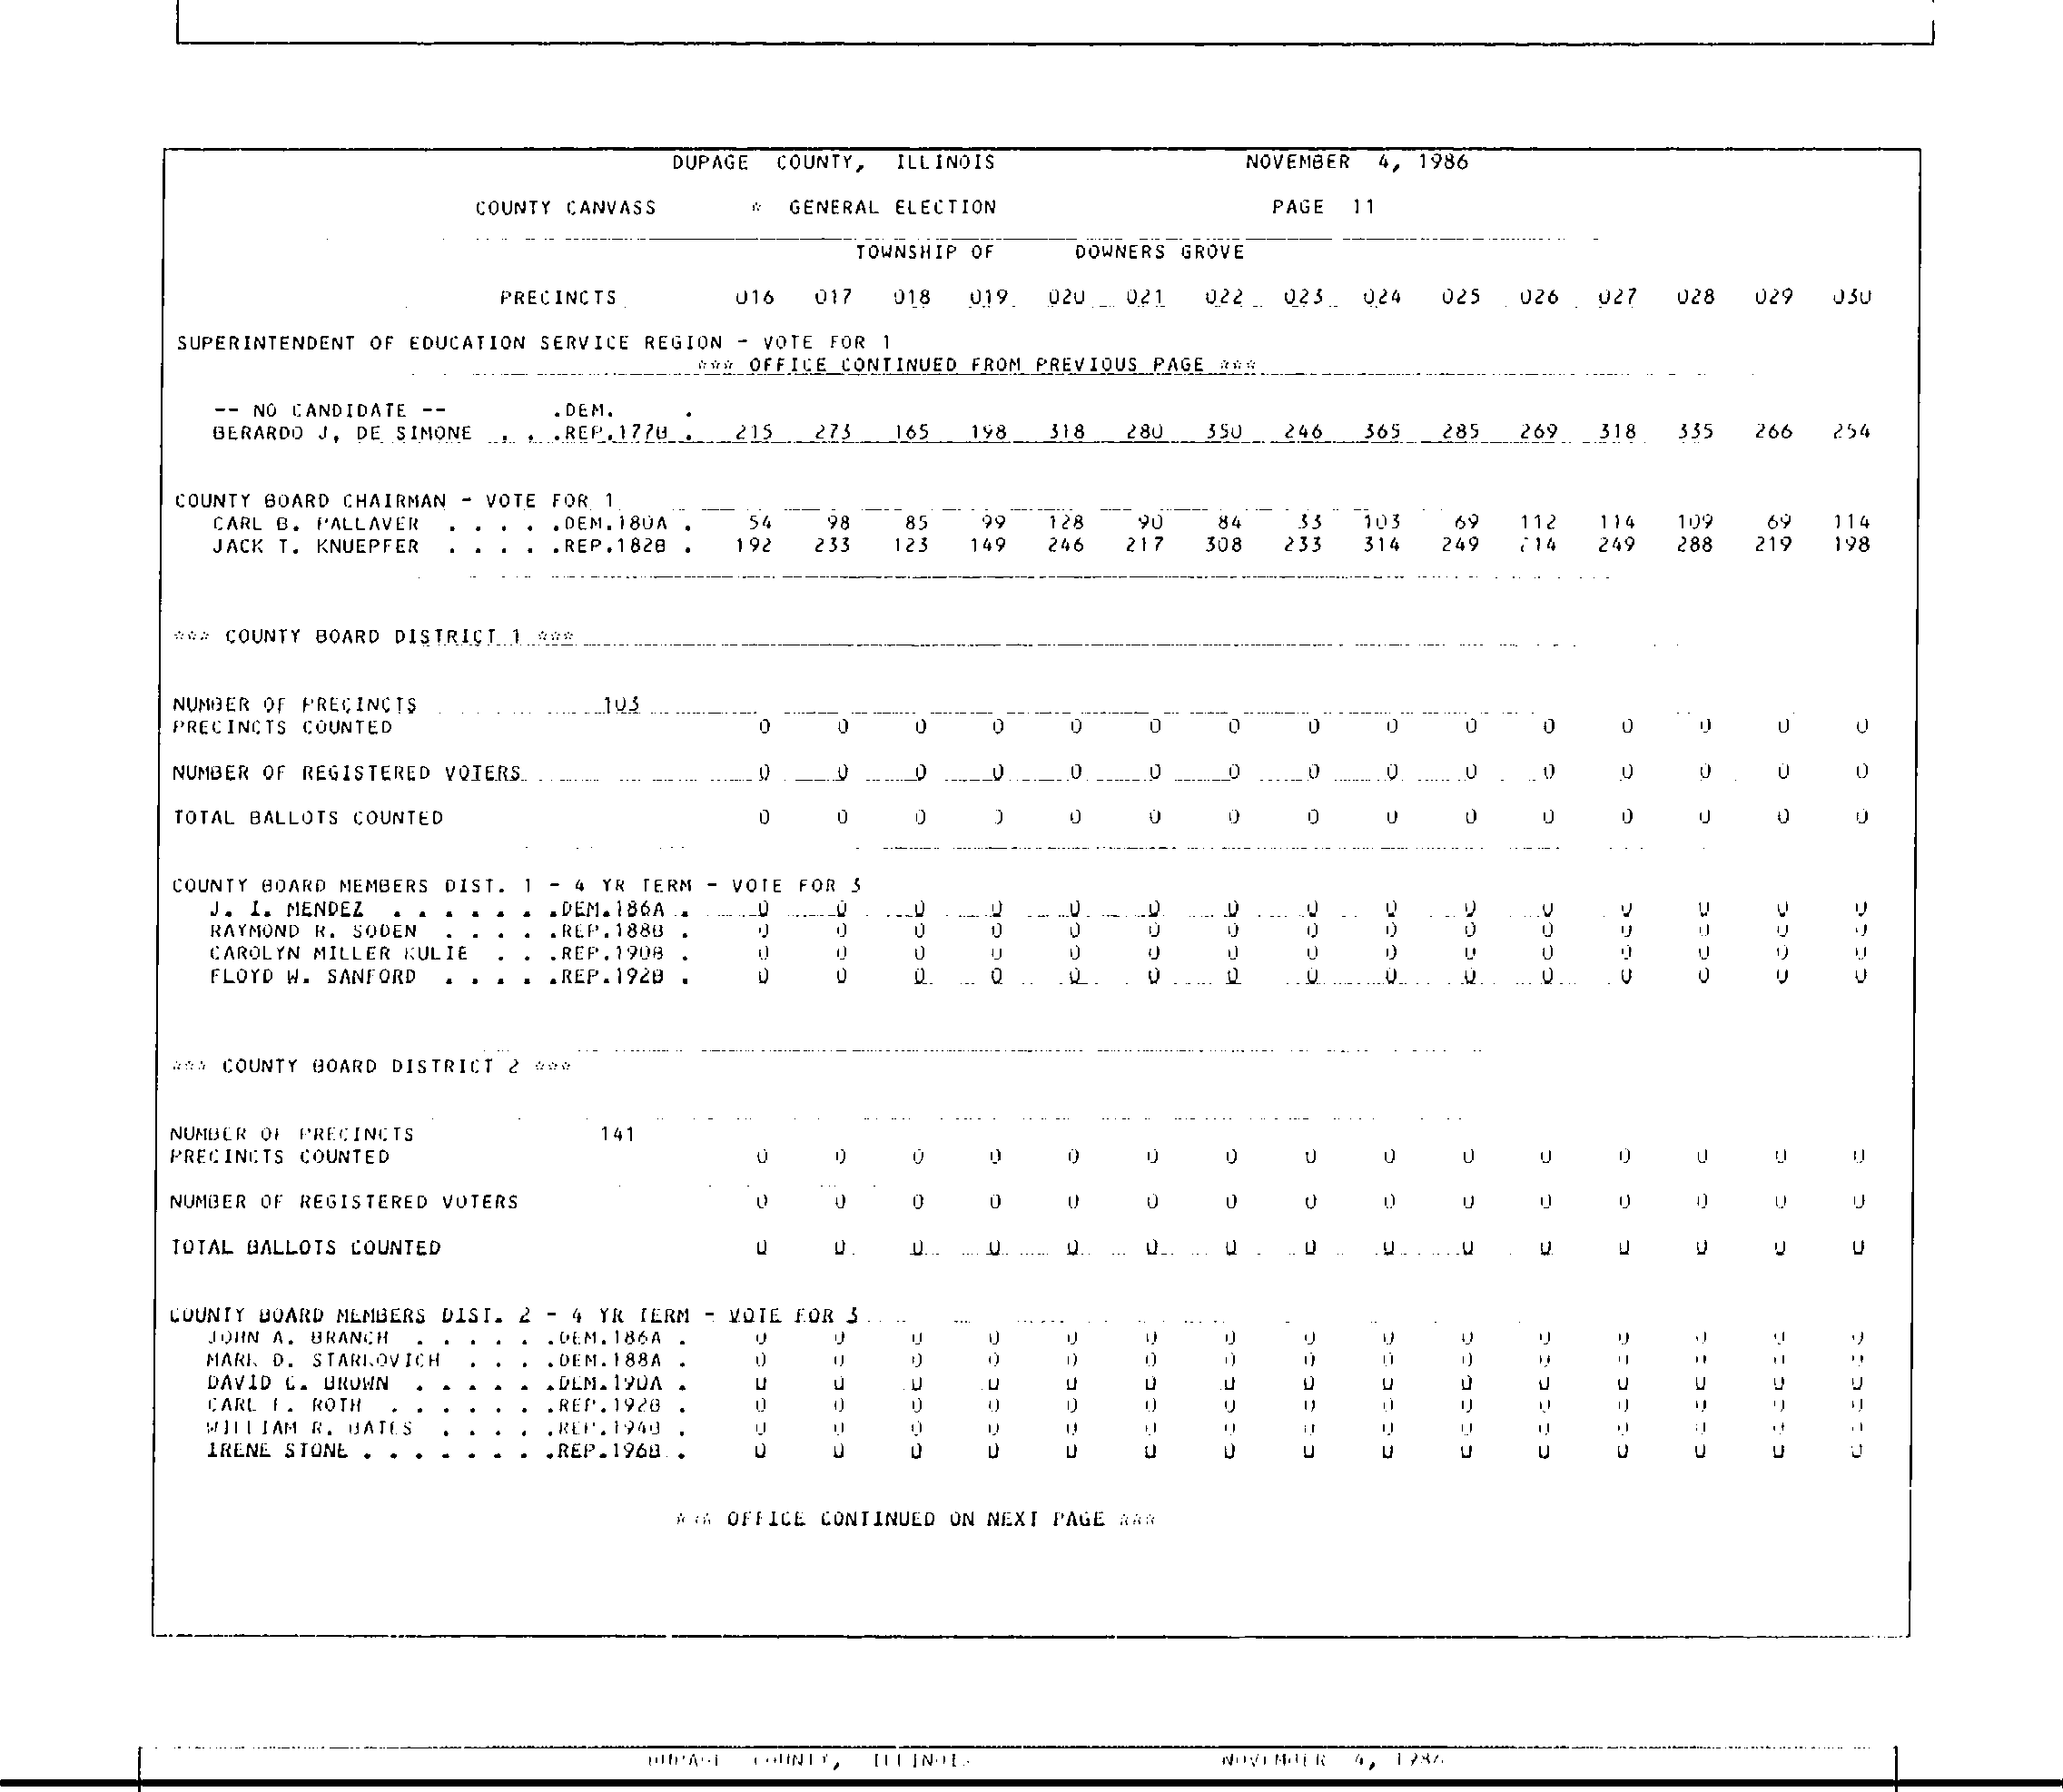 DUPAGE COUNTY, ILLINOIS NOVEMBER 4, 1986
COUNTY CANVASS * GENERAL ELECTION PAGE 11
TOWNSHIP OF DOWNERS GROVE
PRECINCTS 016 017 018 019 020 021 022 023 024 025 026 027 028 029 030
SUPERINTENDENT OF EDUCATION SERVICE REGION - VOTE FOR 1
*** OFFICE CONTINUED FROM PREVIOUS PAGE ***
-- NO CANDIDATE -- .DEM. .
BERARDO J. DE SIMONE . . .REP.177B . 215 273 165 198 318 280 350 246 365 285 269 318 335 266 254
COUNTY BOARD CHAIRMAN - VOTE FOR 1
CARL B. PALLAVER . . . . .DEM.180A . 54 98 85 99 128 90 84 33 103 69 112 114 109 69 114
JACK T. KNUEPFER . . . . .REP.182B . 192 233 123 149 246 217 308 233 314 249 214 249 288 219 198
*** COUNTY BOARD DISTRICT 1 ***
NUMBER OF PRECINCTS 103
PRECINCTS COUNTED 0 0 0 0 0 0 0 0 0 0 0 0 0 0 0
NUMBER OF REGISTERED VOTERS 0 0 0 0 0 0 0 0 0 0 0 0 0 0 0
TOTAL BALLOTS COUNTED 0 0 0 0 0 0 0 0 0 0 0 0 0 0 0
COUNTY BOARD MEMBERS DIST. 1 - 4 YR TERM - VOTE FOR 3
J. I. MENDEZ . . . . . . .DEM.186A . 0 0 0 0 0 0 0 0 0 0 0 0 0 0 0
RAYMOND R. SODEN . . . . .REP.188B . 0 0 0 0 0 0 0 0 0 0 0 0 0 0 0
CAROLYN MILLER KULIE . . .REP.190B . 0 0 0 0 0 0 0 0 0 0 0 0 0 0 0
FLOYD W. SANFORD . . . . .REP.192B . 0 0 0 0 0 0 0 0 0 0 0 0 0 0 0
*** COUNTY BOARD DISTRICT 2 ***
NUMBER OF PRECINCTS 141
PRECINCTS COUNTED 0 0 0 0 0 0 0 0 0 0 0 0 0 0 0
NUMBER OF REGISTERED VOTERS 0 0 0 0 0 0 0 0 0 0 0 0 0 0 0
TOTAL BALLOTS COUNTED 0 0 0 0 0 0 0 0 0 0 0 0 0 0 0
COUNTY BOARD MEMBERS DIST. 2 - 4 YR TERM - VOTE FOR 3
JOHN A. BRANCH . . . . . .DEM.186A . 0 0 0 0 0 0 0 0 0 0 0 0 0 0 0
MARK D. STARKOVICH . . . .DEM.188A . 0 0 0 0 0 0 0 0 0 0 0 0 0 0 0
DAVID C. BROWN . . . . . .DEM.190A . 0 0 0 0 0 0 0 0 0 0 0 0 0 0 0
CARL F. ROTH . . . . . . .REP.192B . 0 0 0 0 0 0 0 0 0 0 0 0 0 0 0
WILLIAM R. BATES . . . . .REP.194B . 0 0 0 0 0 0 0 0 0 0 0 0 0 0 0
IRENE STONE . . . . . . . .REP.196B . 0 0 0 0 0 0 0 0 0 0 0 0 0 0 0
*** OFFICE CONTINUED ON NEXT PAGE ***
DUPAGE COUNTY, ILLINOIS NOVEMBER 4, 1986